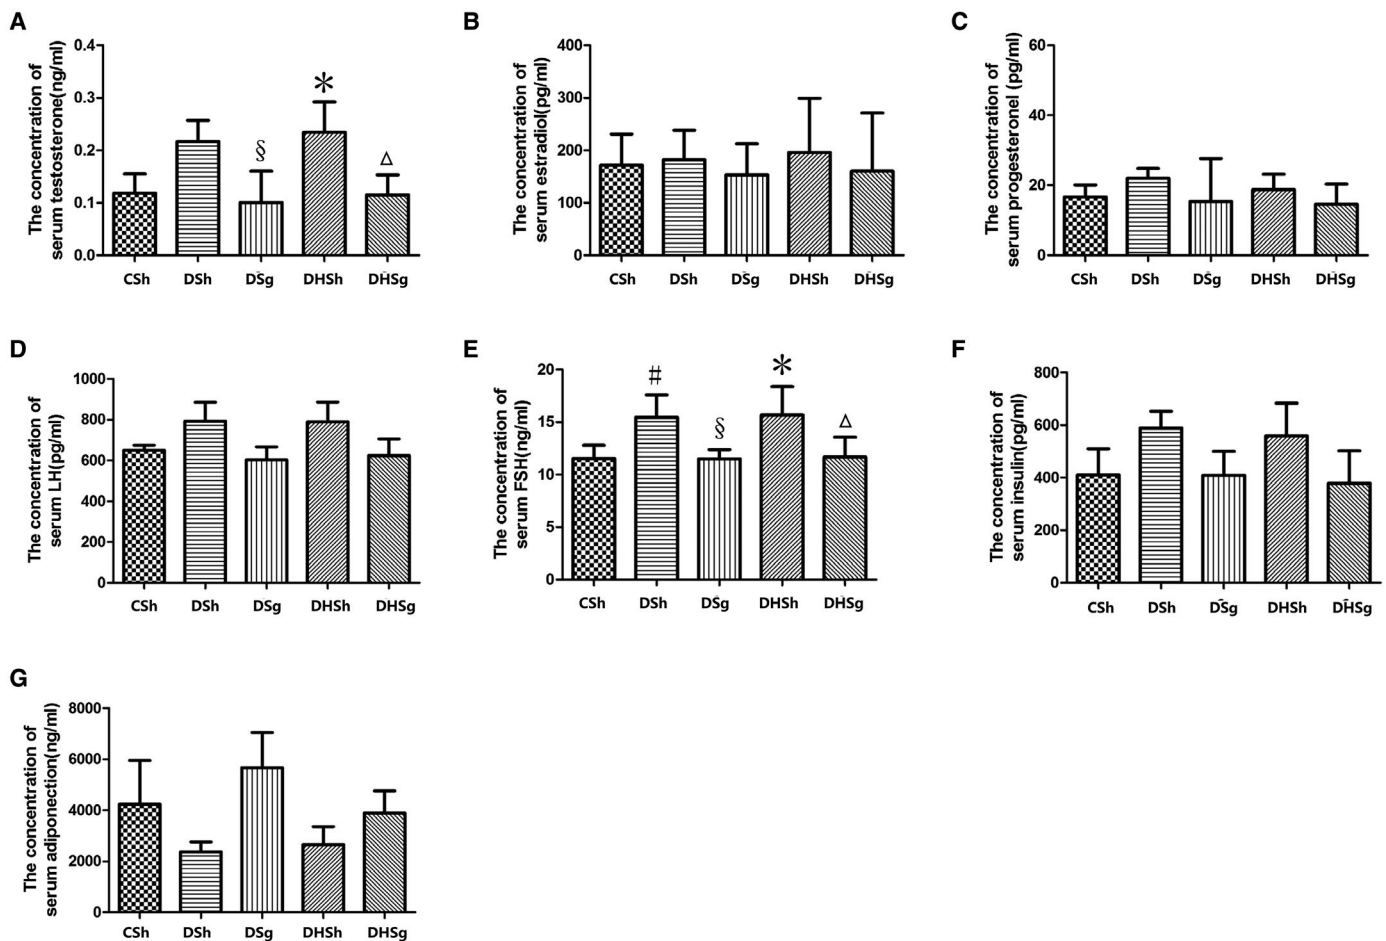 A
The concentration of
serum testosterone(ng/ml)
0.4
0.3
0.2
0.1
0.0
§
*
Δ
CSh DSh DSg DHSh DHSg
B
The concentration of
serum estradiol(pg/ml)
400
300
200
100
0
CSh DSh DSg DHSh DHSg
C
The concentration of
serum progesteronel (pg/ml)
60
40
20
0
CSh DSh DSg DHSh DHSg
D
The concentration of
serum LH(pg/ml)
1000
800
600
400
200
0
CSh DSh DSg DHSh DHSg
E
The concentration of
serum FSH(ng/ml)
20
15
10
5
0
#
§
*
Δ
CSh DSh DSg DHSh DHSg
F
The concentration of
serum insulin(pg/ml)
800
600
400
200
0
CSh DSh DSg DHSh DHSg
G
The concentration of
serum adiponection(ng/ml)
8000
6000
4000
2000
0
CSh DSh DSg DHSh DHSg